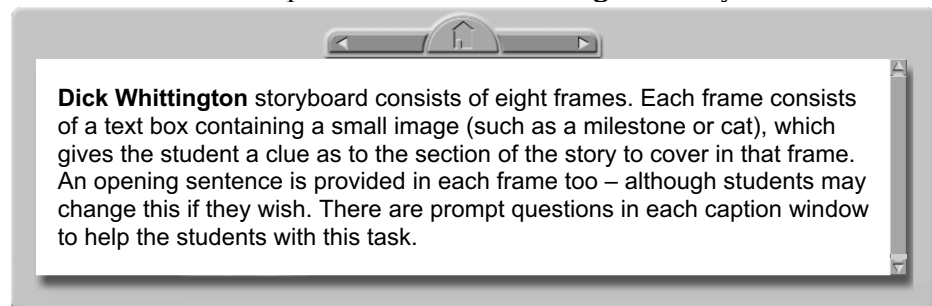 Dick Whittington storyboard consists of eight frames. Each frame consists
of a text box containing a small image (such as a milestone or cat), which
gives the student a clue as to the section of the story to cover in that frame.
An opening sentence is provided in each frame too – although students may
change this if they wish. There are prompt questions in each caption window
to help the students with this task.